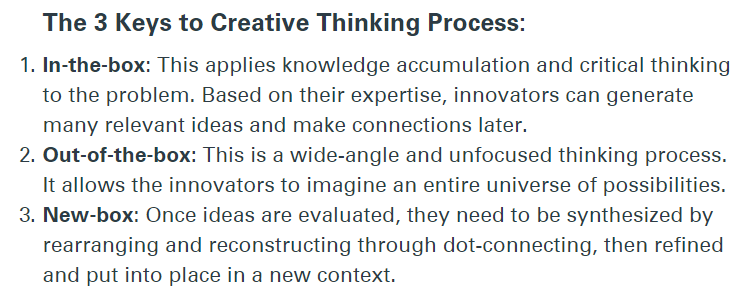 The 3 Keys to Creative Thinking Process:
1. In-the-box: This applies knowledge accumulation and critical thinking
to the problem. Based on their expertise, innovators can generate
many relevant ideas and make connections later.
2. Out-of-the-box: This is a wide-angle and unfocused thinking process.
It allows the innovators to imagine an entire universe of possibilities.
3. New-box: Once ideas are evaluated, they need to be synthesized by
rearranging and reconstructing through dot-connecting, then refined
and put into place in a new context.